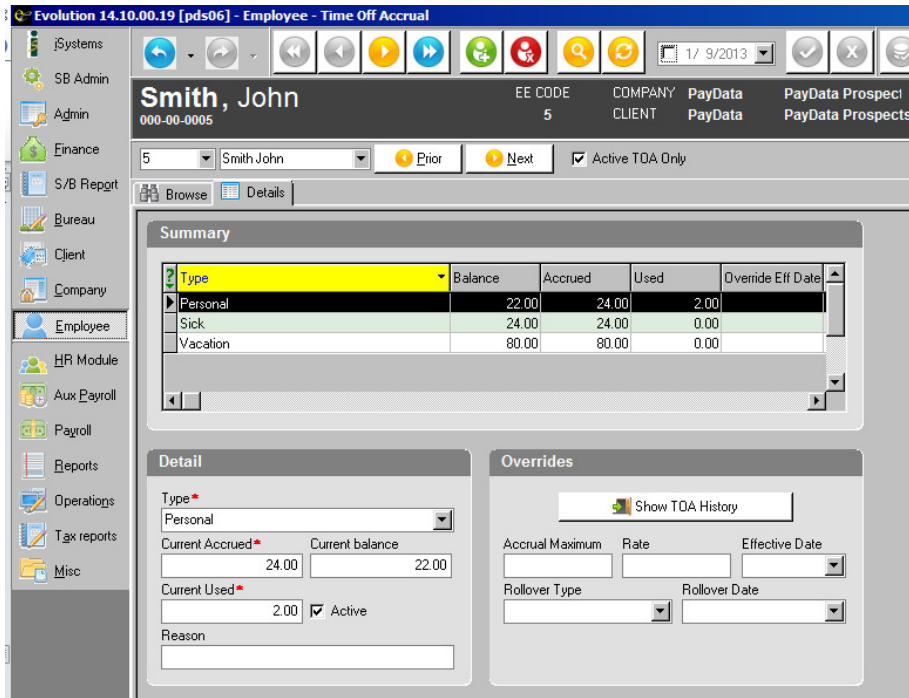 Evolution 14.10.00.19 [pds06] - Employee - Time Off Accrual
jSystems
SB Admin
Admin
Finance
S/B Report
Bureau
Client
Company
Employee
HR Module
Aux Payroll
Payroll
Reports
Operations
Tax reports
Misc
1/ 9/2013
Smith, John
000-00-0005
EE CODE
5
COMPANY PayData PayData Prospect
CLIENT PayData PayData Prospects
5 Smith John Prior Next Active TOA Only
Browse Details
Summary
? Type Balance Accrued Used Override Eff Date
Personal 22.00 24.00 2.00
Sick 24.00 24.00 0.00
Vacation 80.00 80.00 0.00
Detail
Type*
Personal
Current Accrued* Current balance
24.00 22.00
Current Used*
2.00 Active
Reason
Overrides
Show TOA History
Accrual Maximum Rate Effective Date
Rollover Type Rollover Date